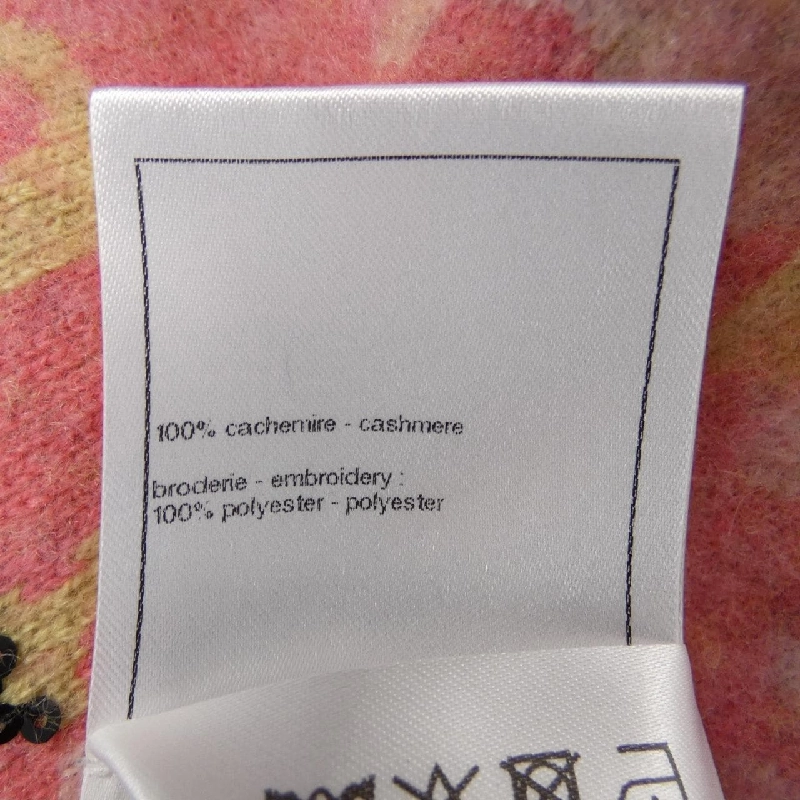 100% cachemire - cashmere
broderie - embroidery :
100% polyester - polyester